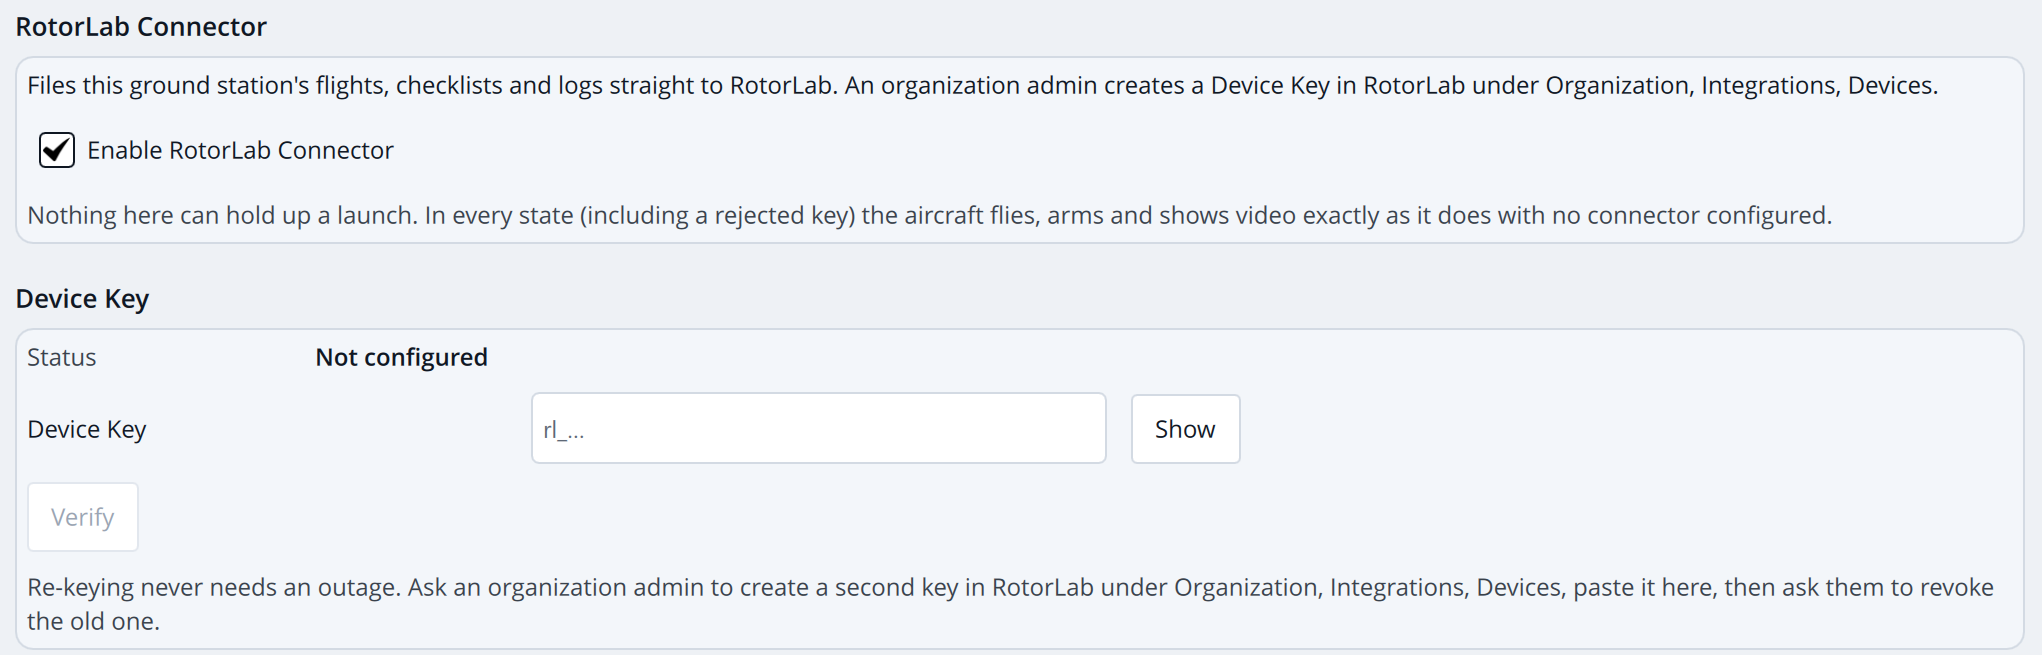 RotorLab Connector
Files this ground station's flights, checklists and logs straight to RotorLab. An organization admin creates a Device Key in RotorLab under Organization, Integrations, Devices.
Enable RotorLab Connector
Nothing here can hold up a launch. In every state (including a rejected key) the aircraft flies, arms and shows video exactly as it does with no connector configured.
Device Key
Status Not configured
Device Key rl_... Show
Verify
Re-keying never needs an outage. Ask an organization admin to create a second key in RotorLab under Organization, Integrations, Devices, paste it here, then ask them to revoke
the old one.